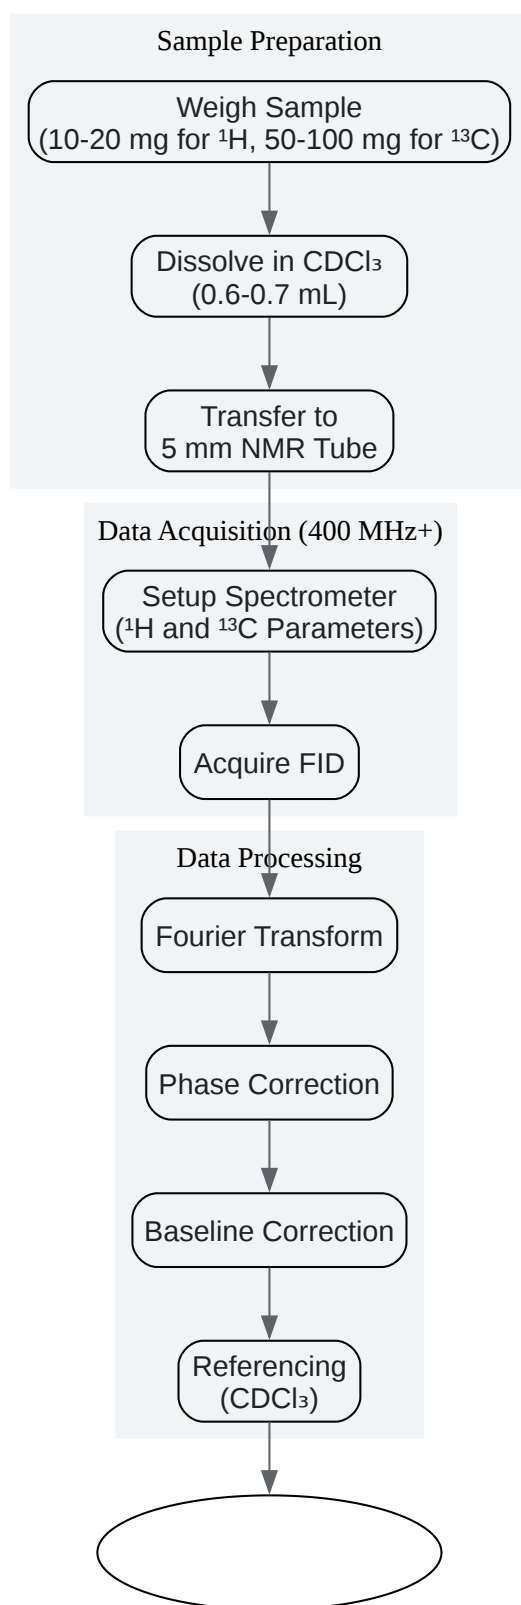 Sample Preparation
Weigh Sample
(10-20 mg for ¹H, 50-100 mg for ¹³C)
Dissolve in CDCl₃
(0.6-0.7 mL)
Transfer to
5 mm NMR Tube
Data Acquisition (400 MHz+)
Setup Spectrometer
(¹H and ¹³C Parameters)
Acquire FID
Data Processing
Fourier Transform
Phase Correction
Baseline Correction
Referencing
(CDCl₃)